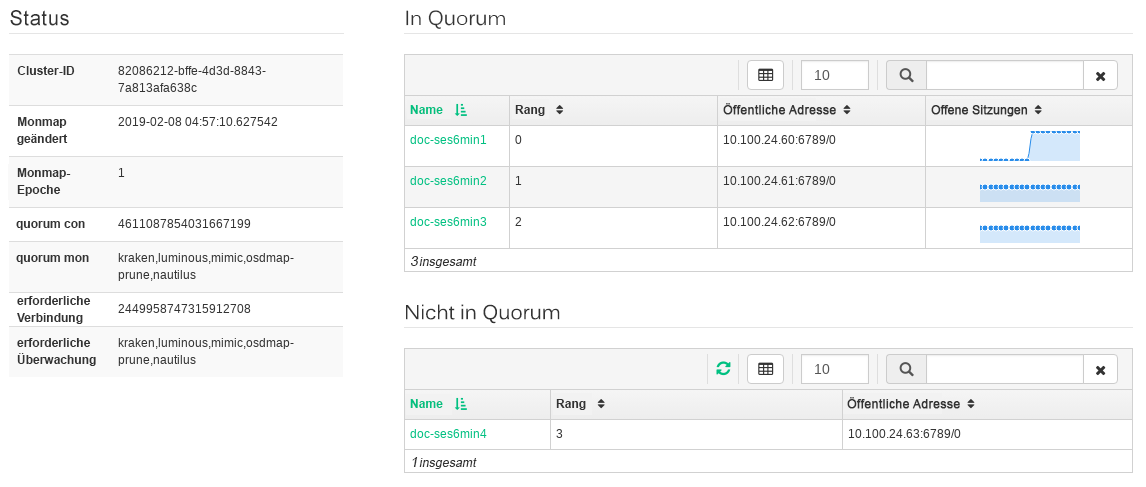 Status
Cluster-ID
82086212-bffe-4d3d-8843-
7a813afa638c
Monmap
geändert
2019-02-08 04:57:10.627542
Monmap-
Epoche
1
quorum con
4611087854031667199
quorum mon
kraken,luminous,mimic,osdmap-
prune,nautilus
erforderliche
Verbindung
2449958747315912708
erforderliche
Überwachung
kraken,luminous,mimic,osdmap-
prune,nautilus
In Quorum
10
Name Rang Öffentliche Adresse Offene Sitzungen
doc-ses6min1 0 10.100.24.60:6789/0
doc-ses6min2 1 10.100.24.61:6789/0
doc-ses6min3 2 10.100.24.62:6789/0
3 insgesamt
Nicht in Quorum
10
Name Rang Öffentliche Adresse
doc-ses6min4 3 10.100.24.63:6789/0
1 insgesamt